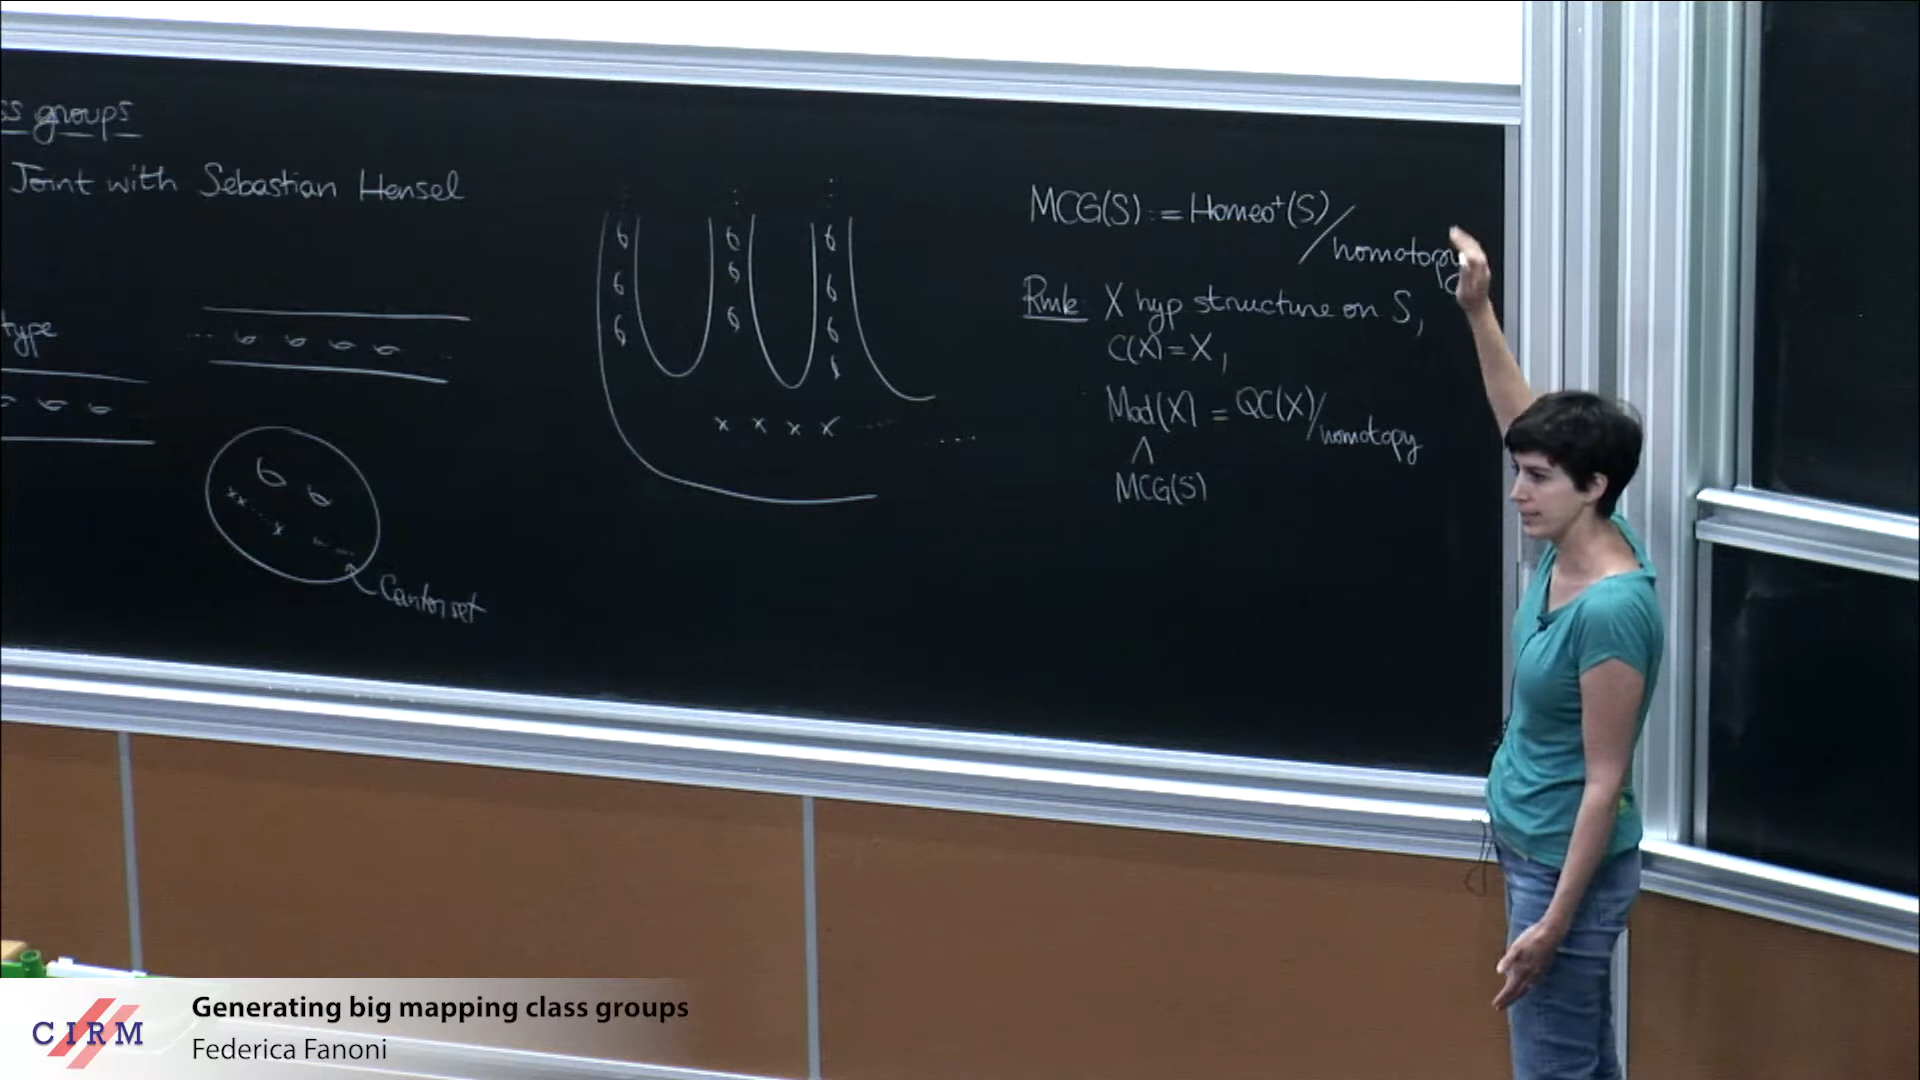 ss groups
Joint with Sebastian Hensel
type
Cantor set
x x x x
MCG(S) := Homeo⁺(S)/homotopy
Rmk: X hyp structure on S,
C(X)=X,
Mod(X) = QC(X)/homotopy
∧
MCG(S)
CIRM
Generating big mapping class groups
Federica Fanoni